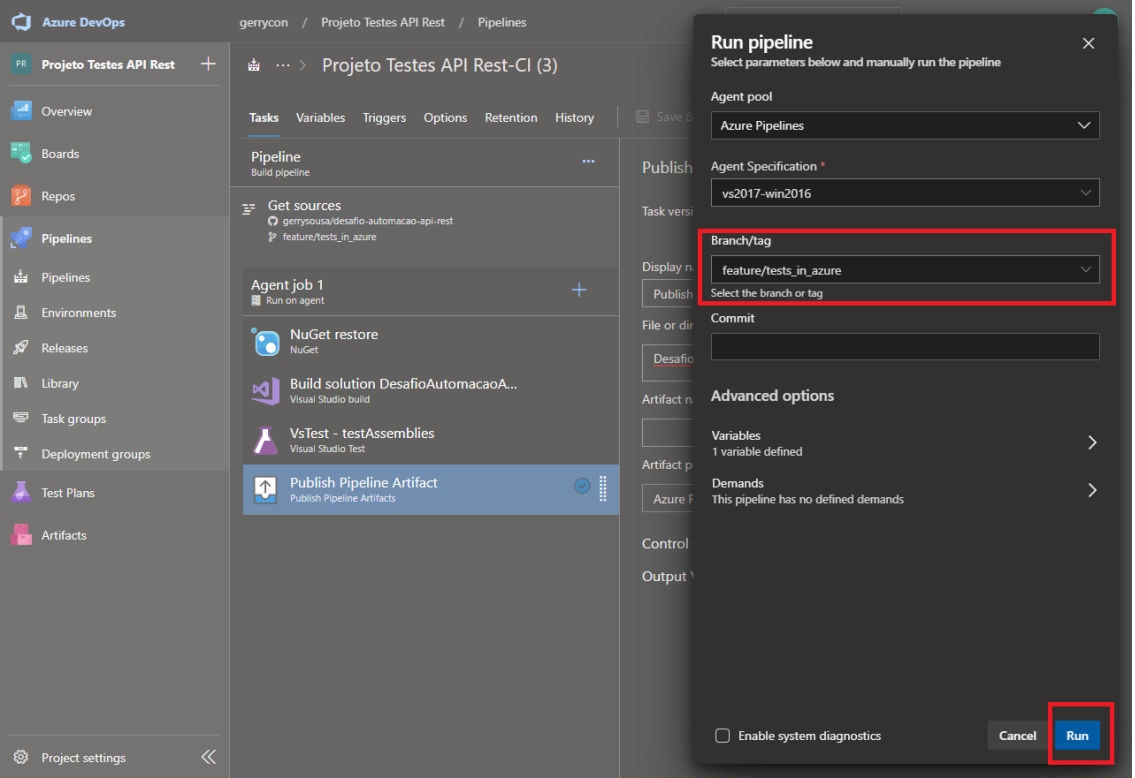 Azure DevOps
gerrycon / Projeto Testes API Rest / Pipelines
PR Projeto Testes API Rest
Overview
Boards
Repos
Pipelines
Pipelines
Environments
Releases
Library
Task groups
Deployment groups
Test Plans
Artifacts
Project settings
... > Projeto Testes API Rest-CI (3)
Tasks Variables Triggers Options Retention History Save &
Pipeline
Build pipeline
Get sources
gerrysousa/desafio-automacao-api-rest
feature/tests_in_azure
Agent job 1
Run on agent
NuGet restore
NuGet
Build solution DesafioAutomacaoA...
Visual Studio build
VsTest - testAssemblies
Visual Studio Test
Publish Pipeline Artifact
Publish Pipeline Artifacts
Publish
Task versi
Display n
Publish
File or dir
Desafio
Artifact n
Artifact p
Azure P
Control
Output V
Run pipeline
Select parameters below and manually run the pipeline
Agent pool
Azure Pipelines
Agent Specification *
vs2017-win2016
Branch/tag
feature/tests_in_azure
Select the branch or tag
Commit
Advanced options
Variables
1 variable defined
Demands
This pipeline has no defined demands
Enable system diagnostics
Cancel
Run